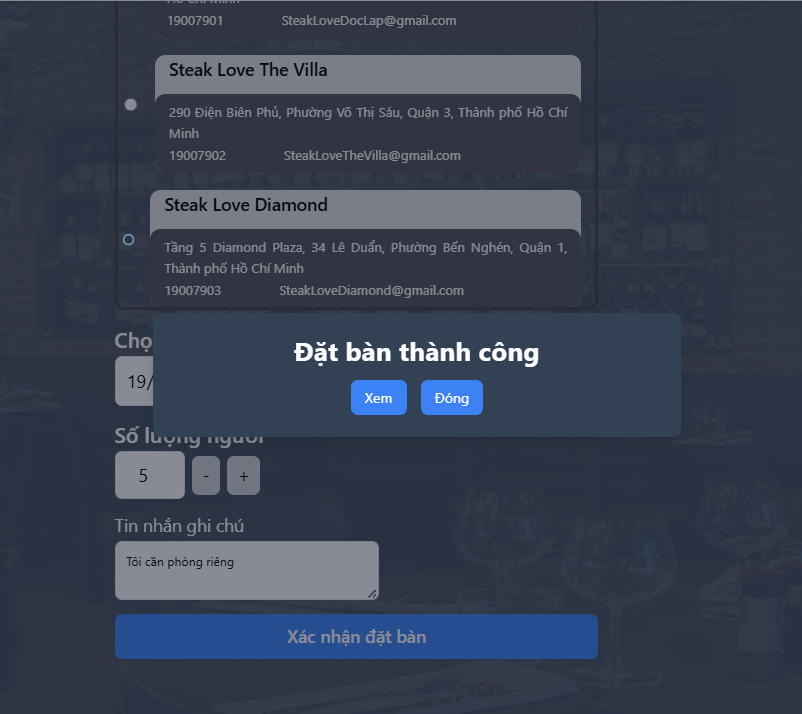 Hồ Chí Minh
19007901 SteakLoveDocLap@gmail.com
Steak Love The Villa
290 Điện Biên Phủ, Phường Võ Thị Sáu, Quận 3, Thành phố Hồ Chí
Minh
19007902 SteakLoveTheVilla@gmail.com
Steak Love Diamond
Tầng 5 Diamond Plaza, 34 Lê Duẩn, Phường Bến Nghén, Quận 1,
Thành phố Hồ Chí Minh
19007903 SteakLoveDiamond@gmail.com
Chọ
Đặt bàn thành công
19/
Xem Đóng
Số lượng người
5 - +
Tin nhắn ghi chú
Tôi cần phòng riêng
Xác nhận đặt bàn